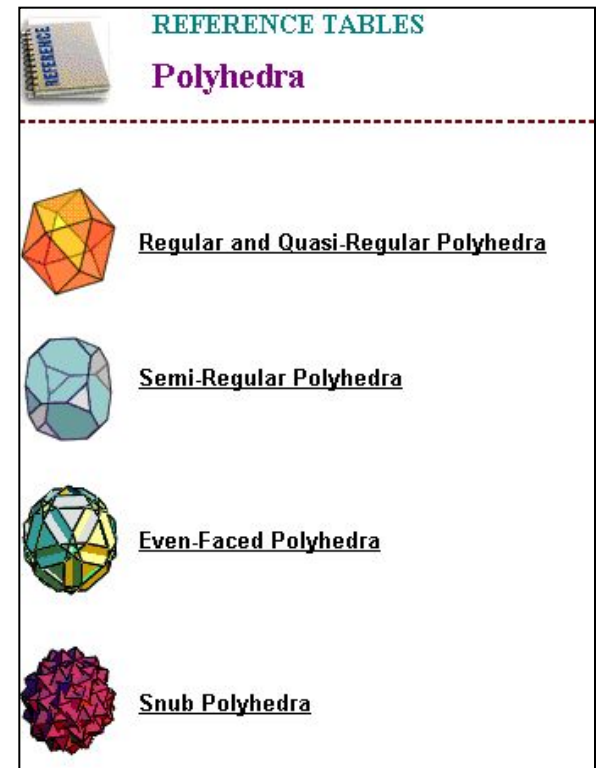 REFERENCE
REFERENCE TABLES
Polyhedra
Regular and Quasi-Regular Polyhedra
Semi-Regular Polyhedra
Even-Faced Polyhedra
Snub Polyhedra